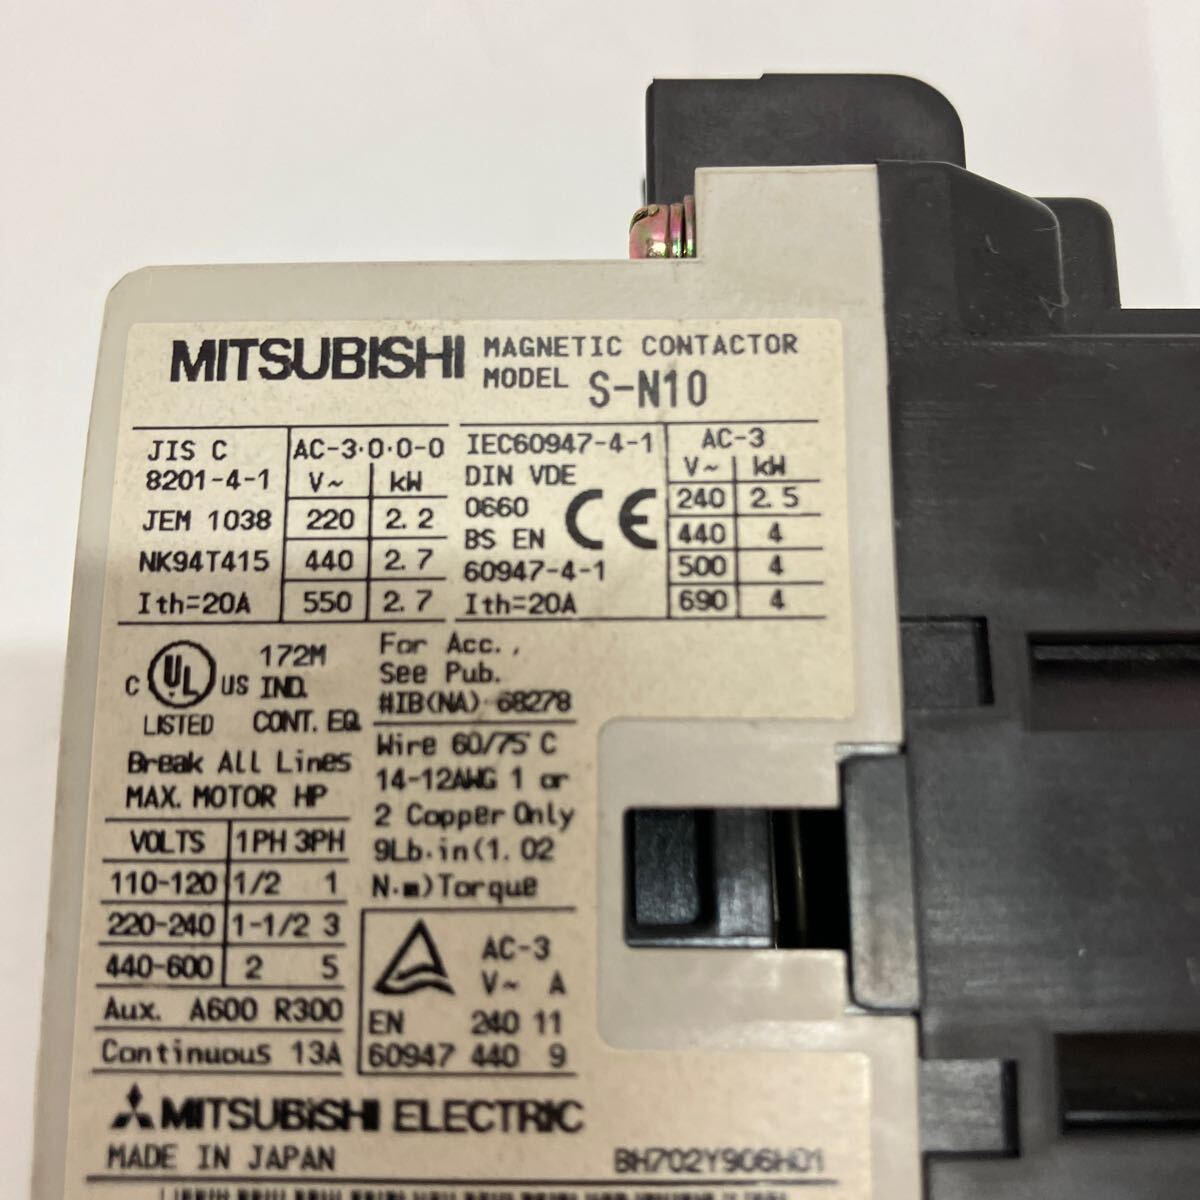 MITSUBISHI MAGNETIC CONTACTOR
MODEL S-N10
JIS C
8201-4-1
JEM 1038
NK94T415
Ith=20A
AC-3·0·0-0
V~ kW
220 2.2
440 2.7
550 2.7
IEC60947-4-1
DIN VDE
0660
BS EN
60947-4-1
Ith=20A
CE
AC-3
V~ kW
240 2.5
440 4
500 4
690 4
C UL US
LISTED
172M
IND.
CONT. EQ.
Break All Lines
MAX. MOTOR HP
VOLTS 1PH 3PH
110-120 1/2 1
220-240 1-1/2 3
440-600 2 5
Aux. A600 R300
Continuous 13A
For Acc.,
See Pub.
#IB(NA) 68278
Wire 60/75°C
14-12AWG 1 or
2 Copper Only
9Lb·in(1.02
N·m)Torque
AC-3
V~ A
EN 240 11
60947 440 9
MITSUBISHI ELECTRIC
MADE IN JAPAN BH702Y906H01